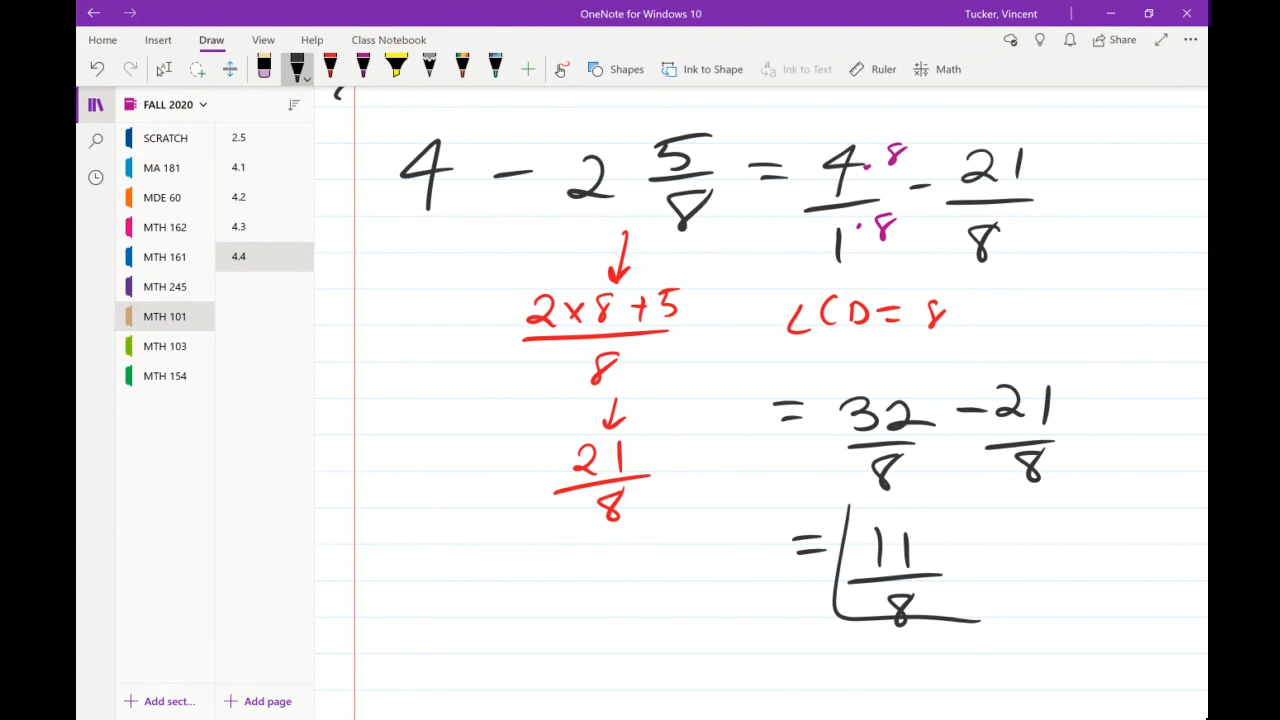 OneNote for Windows 10
Tucker, Vincent
Home Insert Draw View Help Class Notebook
Share
Shapes Ink to Shape Ink to Text Ruler Math
FALL 2020
SCRATCH
MA 181
MDE 60
MTH 162
MTH 161
MTH 245
MTH 101
MTH 103
MTH 154
2.5
4.1
4.2
4.3
4.4
Add sect...
Add page
4 - 2 5/8 = 4·8/1·8 - 21/8
2 x 8 + 5
8
21
8
LCD = 8
= 32/8 - 21/8
= 11/8